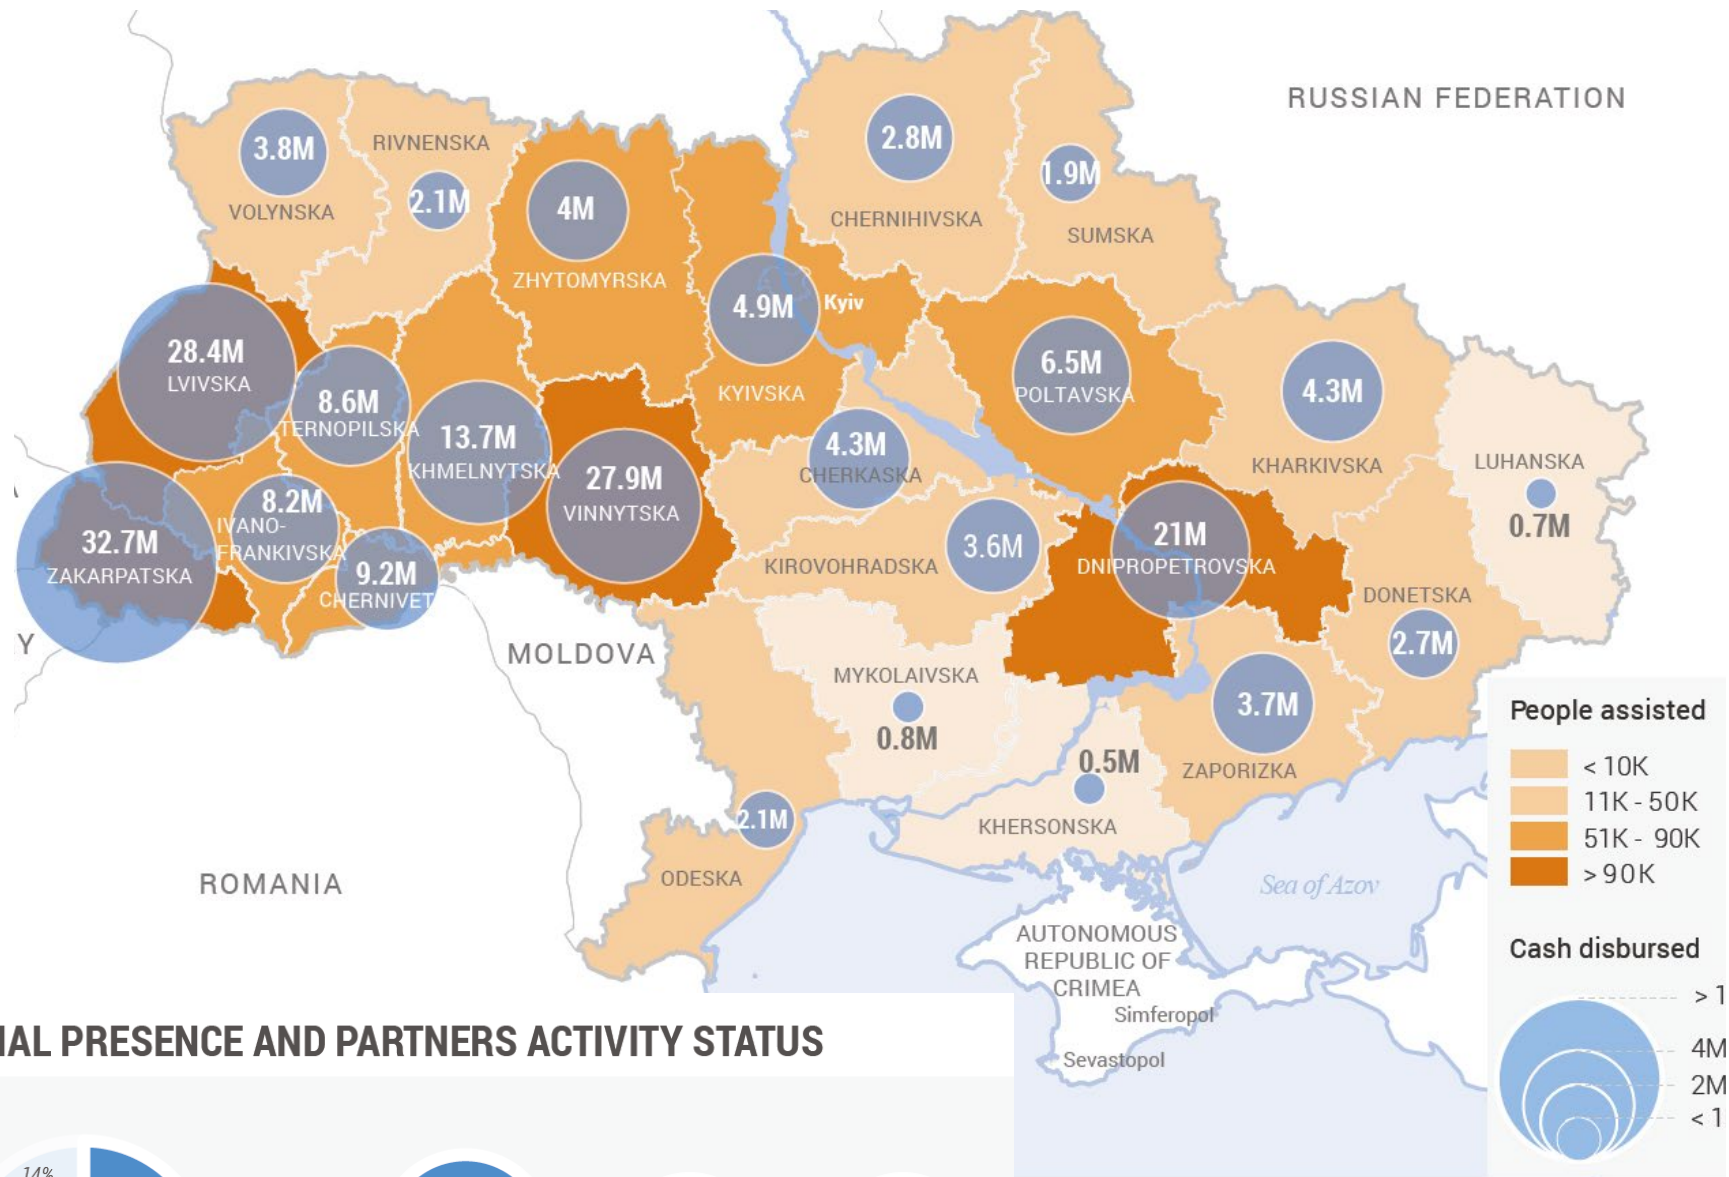 RUSSIAN FEDERATION
3.8M
VOLYNSKA
RIVNENSKA
2.1M
4M
ZHYTOMYRSKA
2.8M
CHERNIHIVSKA
1.9M
SUMSKA
4.9M
Kyiv
KYIVSKA
28.4M
LVIVSKA
8.6M
TERNOPILSKA
13.7M
KHMELNYTSKA
27.9M
VINNYTSKA
4.3M
CHERKASKA
6.5M
POLTAVSKA
4.3M
KHARKIVSKA
LUHANSKA
0.7M
32.7M
ZAKARPATSKA
8.2M
IVANO-
FRANKIVSKA
9.2M
CHERNIVET
KIROVOHRADSKA
3.6M
21M
DNIPROPETROVSKA
DONETSKA
2.7M
Y
MOLDOVA
MYKOLAIVSKA
0.8M
0.5M
KHERSONSKA
3.7M
ZAPORIZKA
2.1M
ODESKA
ROMANIA
Sea of Azov
AUTONOMOUS
REPUBLIC OF
CRIMEA
Simferopol
Sevastopol
People assisted
< 10K
11K - 50K
51K - 90K
> 90K
Cash disbursed
> 1
4M
2M
< 1
IAL PRESENCE AND PARTNERS ACTIVITY STATUS
14%